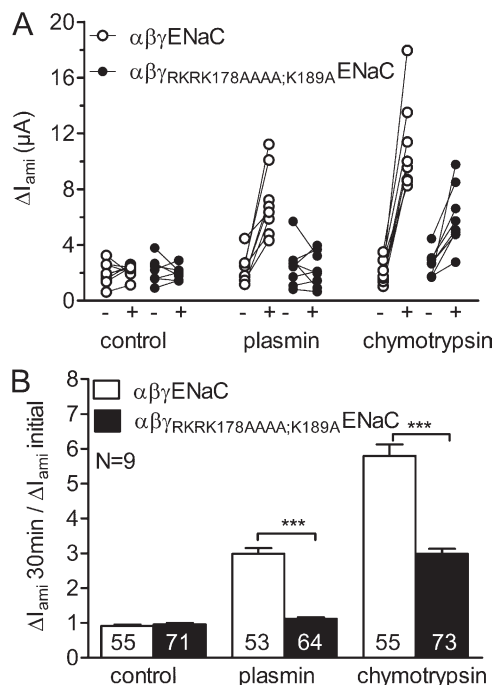 A
αβγENaC
αβγRKRK178AAAA;K189AENaC
ΔIami (µA)
20
16
12
8
4
0
- + - +
- + - +
- + - +
control plasmin chymotrypsin
B
αβγENaC
αβγRKRK178AAAA;K189AENaC
N=9
ΔIami 30min / ΔIami initial
8
7
6
5
4
3
2
1
0
***
***
55 71 53 64 55 73
control plasmin chymotrypsin